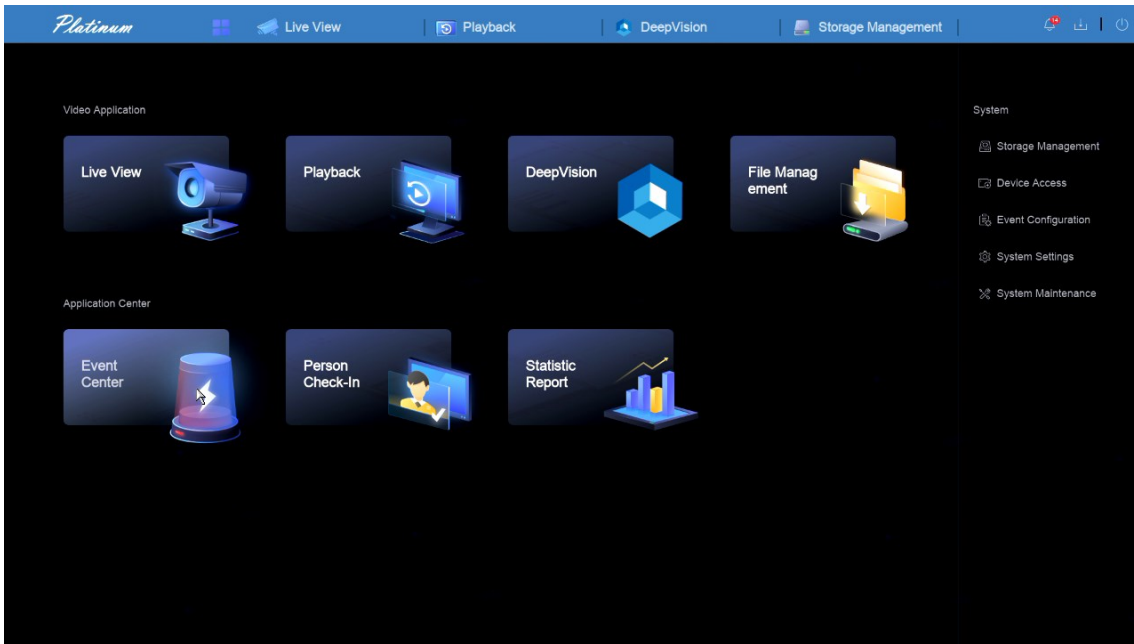 Platinum
Live View
Playback
DeepVision
Storage Management
14
Video Application
Live View
Playback
DeepVision
File Manag
ement
Application Center
Event
Center
Person
Check-In
Statistic
Report
System
Storage Management
Device Access
Event Configuration
System Settings
System Maintenance